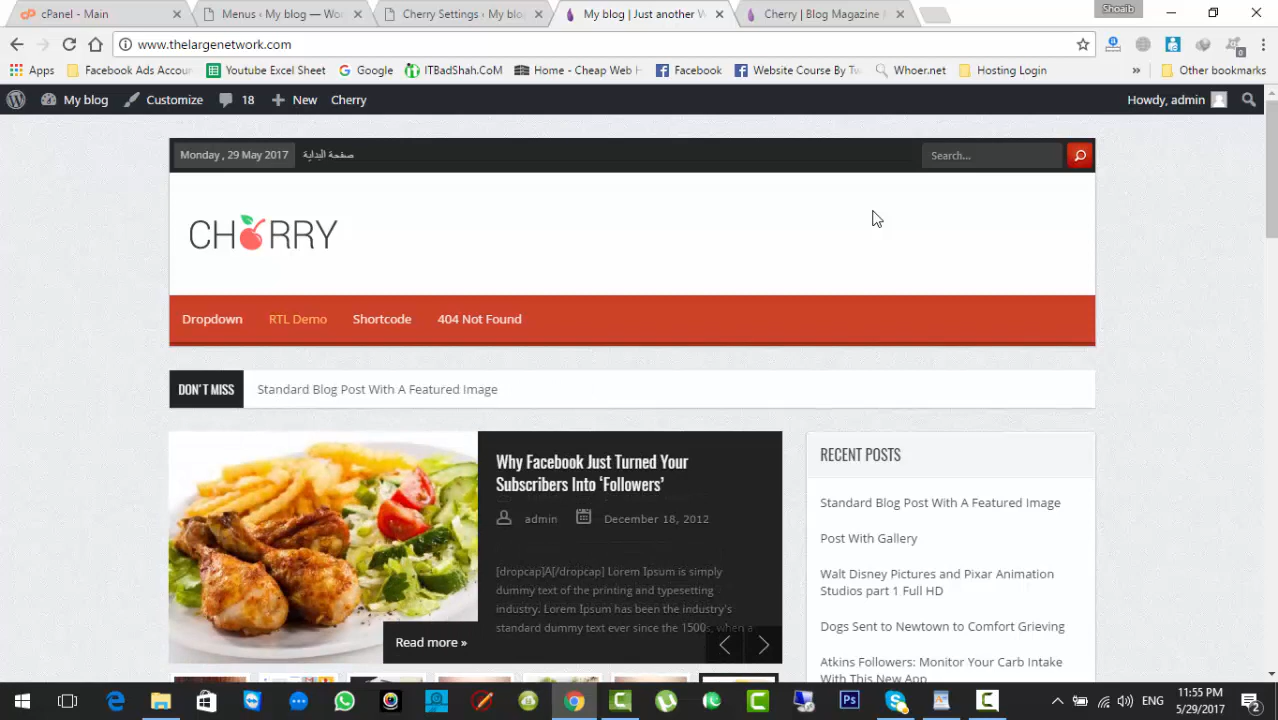 cPanel - Main
Menus ‹ My blog — Wo
Cherry Settings ‹ My blo
My blog | Just another
Cherry | Blog Magazine
Shoaib
www.thelargenetwork.com
Apps
Facebook Ads Accou
Youtube Excel Sheet
Google
ITBadShah.CoM
Home - Cheap Web
Facebook
Website Course By Tw
Whoer.net
Hosting Login
»
Other bookmarks
My blog
Customize
18
New
Cherry
Howdy, admin
Monday , 29 May 2017
صفحة البداية
Search...
CHERRY
Dropdown
RTL Demo
Shortcode
404 Not Found
DON'T MISS
Standard Blog Post With A Featured Image
Why Facebook Just Turned Your
Subscribers Into ‘Followers’
admin
December 18, 2012
[dropcap]A[/dropcap] Lorem Ipsum is simply
dummy text of the printing and typesetting
industry. Lorem Ipsum has been the industry's
standard dummy text ever since the 1500s, when a
Read more »
RECENT POSTS
Standard Blog Post With A Featured Image
Post With Gallery
Walt Disney Pictures and Pixar Animation
Studios part 1 Full HD
Dogs Sent to Newtown to Comfort Grieving
Atkins Followers: Monitor Your Carb Intake
With This New App
ENG
11:55 PM
5/29/2017
2